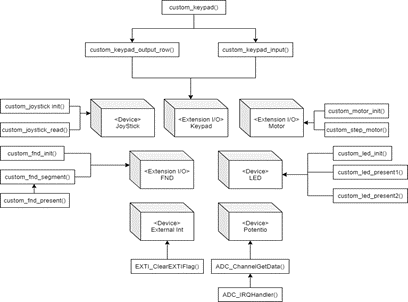 custom_keypad()
custom_keypad_output_row()
custom_keypad_input()
custom_joystick init()
custom_joystick_read()
<Device>
JoyStick
<Extension I/O>
Keypad
<Extension I/O>
Motor
custom_motor_init()
custom_step_motor()
custom_fnd_init()
custom_fnd_segment()
custom_fnd_present()
<Extension I/O>
FND
<Device>
LED
custom_led_init()
custom_led_present1()
custom_led_present2()
<Device>
External Int
<Device>
Potentio
EXTI_ClearEXTIFlag()
ADC_ChannelGetData()
ADC_IRQHandler()